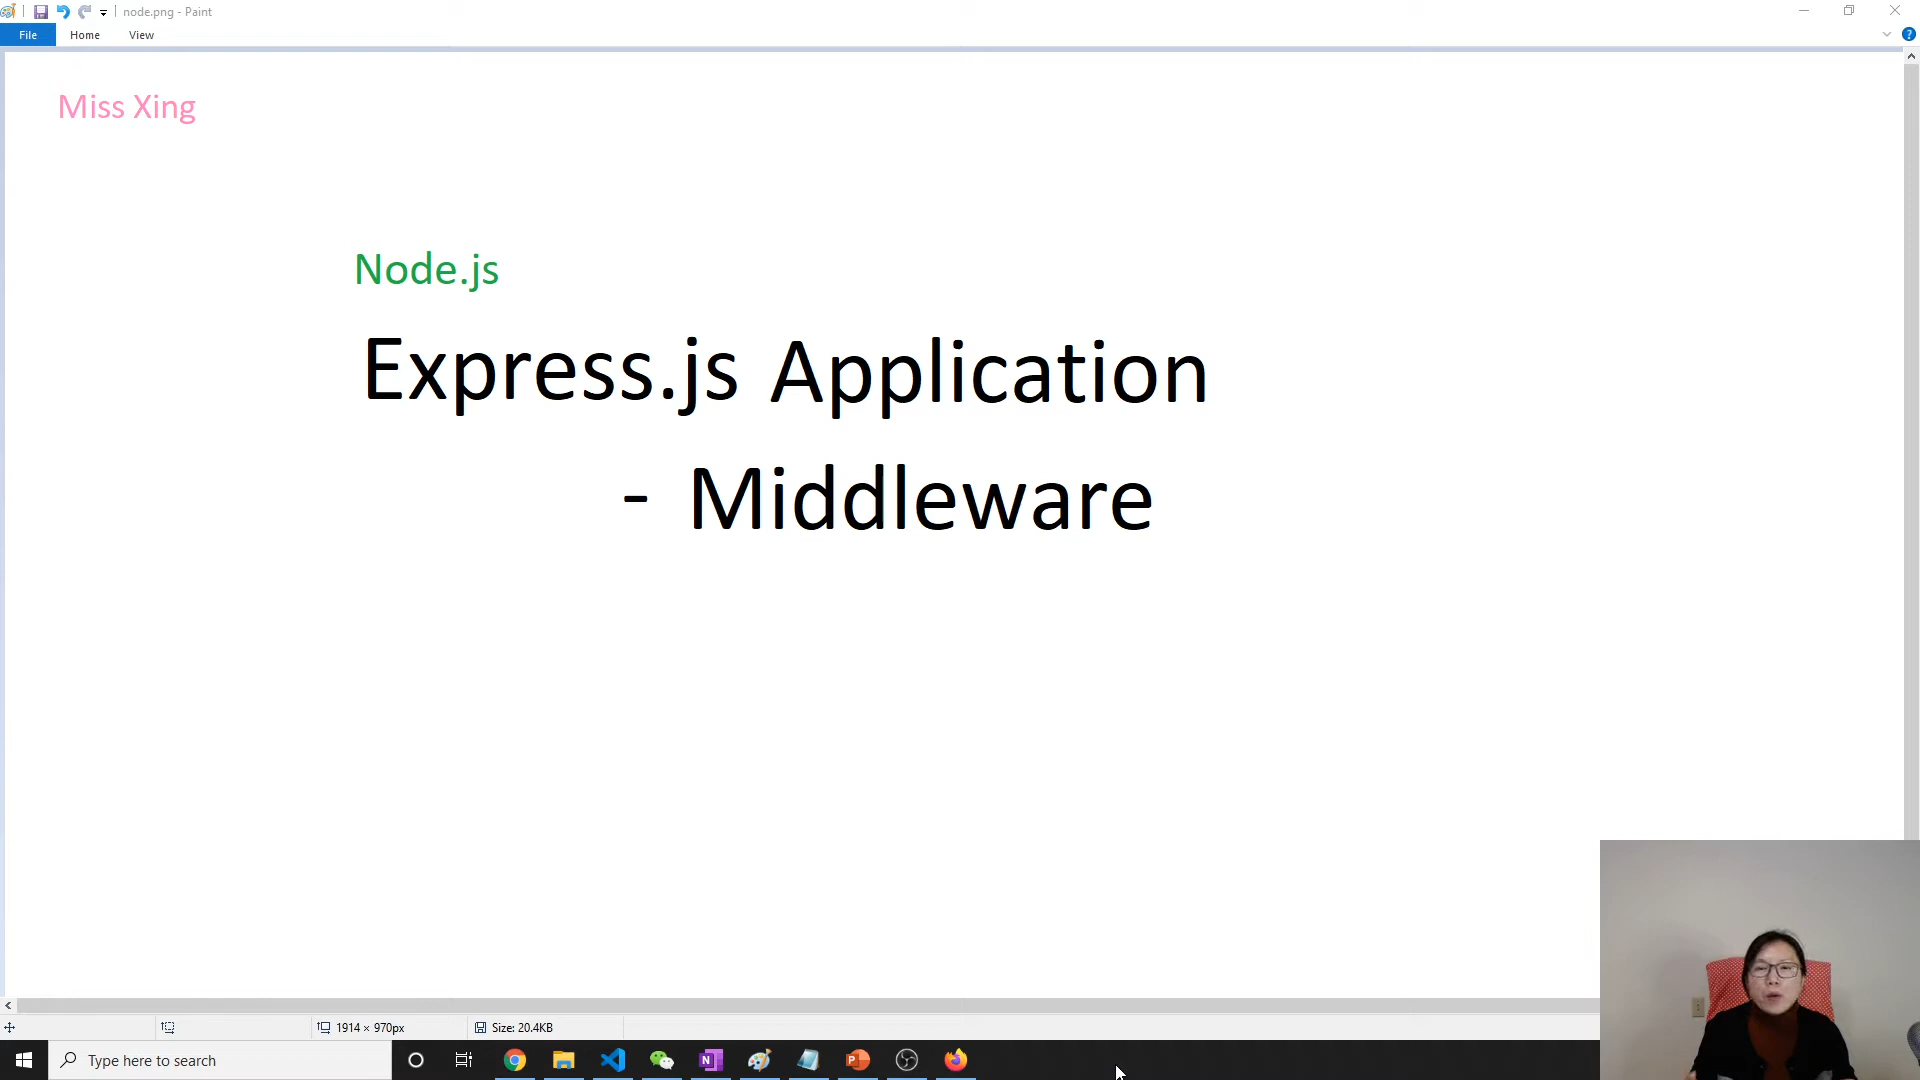 node.png - Paint
File Home View
Miss Xing
Node.js
Express.js Application
- Middleware
1914 × 970px Size: 20.4KB
Type here to search